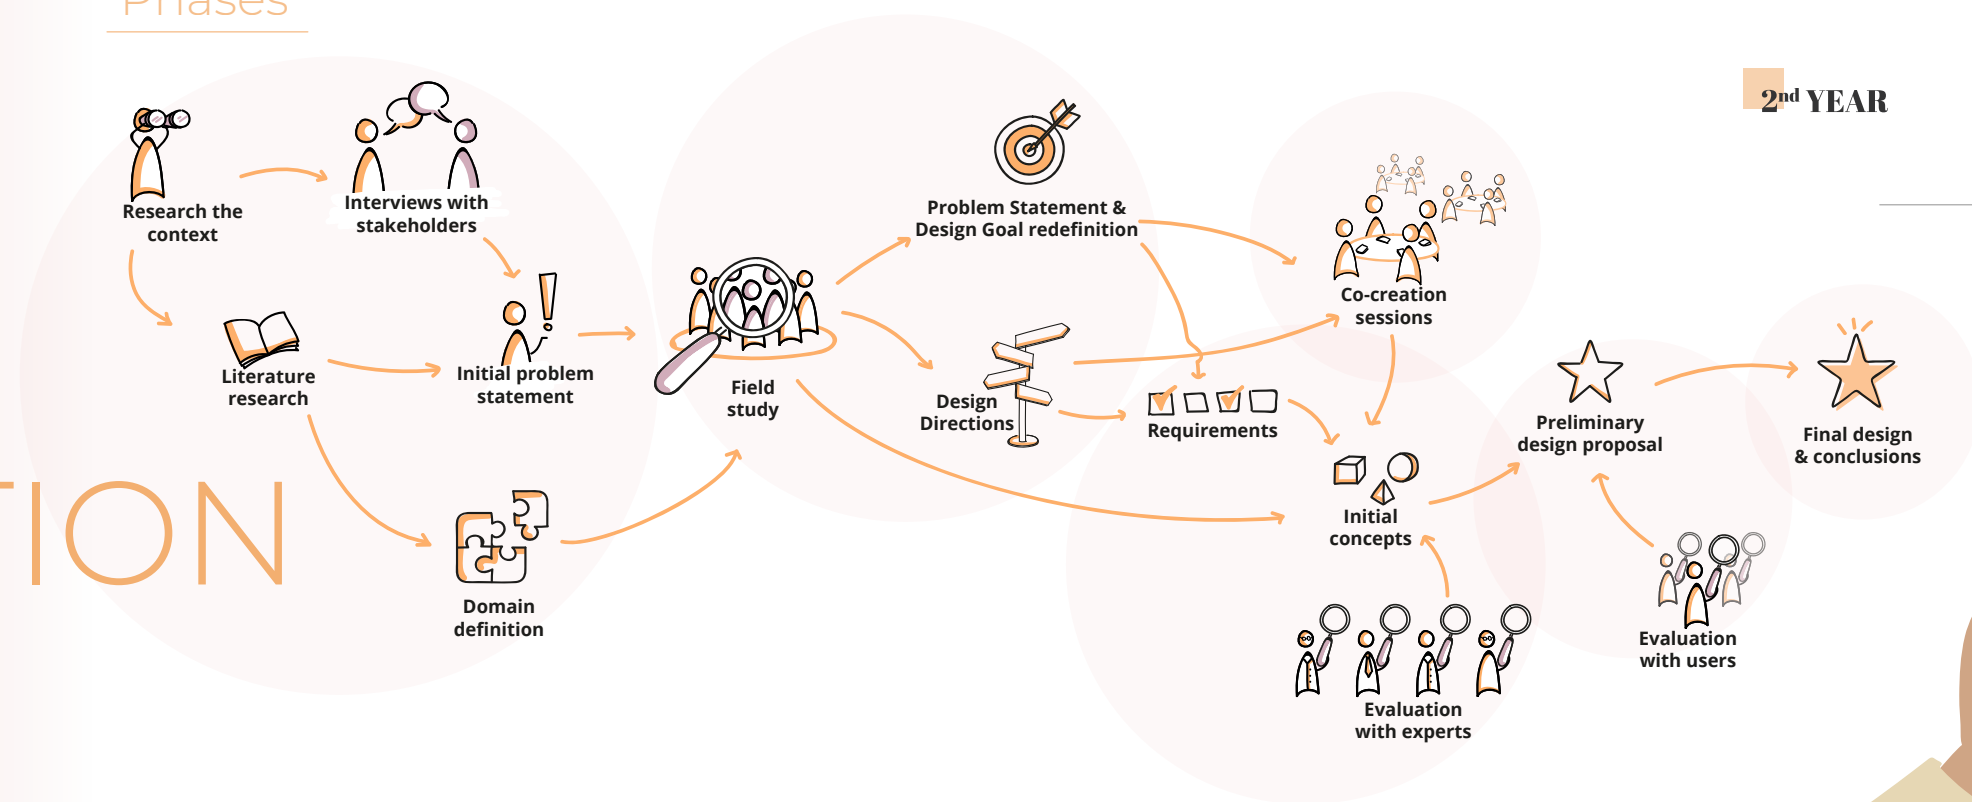 Phases
2nd YEAR
Research the
context
Interviews with
stakeholders
Literature
research
Initial problem
statement
Domain
definition
TION
Field
study
Problem Statement &
Design Goal redefinition
Design
Directions
Requirements
Co-creation
sessions
Initial
concepts
Evaluation
with experts
Preliminary
design proposal
Evaluation
with users
Final design
& conclusions